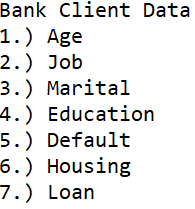 Bank Client Data
1.) Age
2.) Job
3.) Marital
4.) Education
5.) Default
6.) Housing
7.) Loan